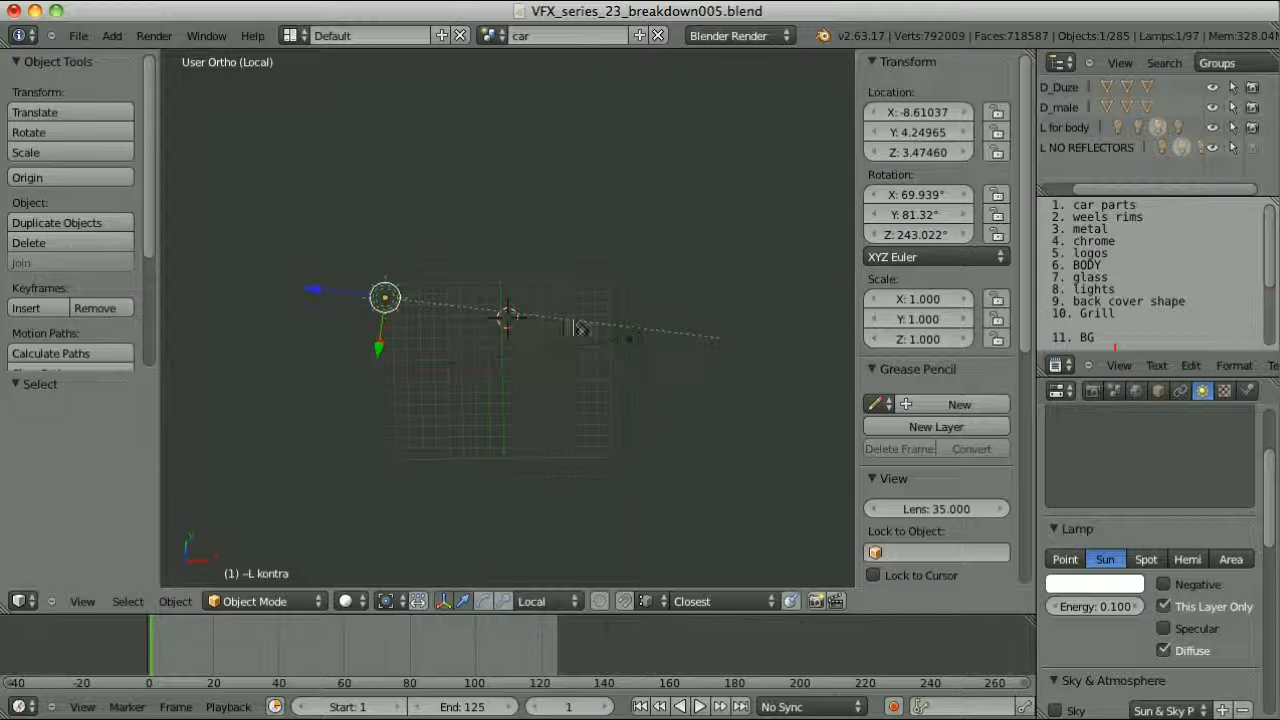 VFX_series_23_breakdown005.blend
File Add Render Window Help Default car Blender Render v2.63.17 | Verts:792009 | Faces:718587 | Objects:1/285 | Lamps:1/97 | Mem:328.04M
Object Tools
Transform:
Translate
Rotate
Scale
Origin
Object:
Duplicate Objects
Delete
Join
Keyframes:
Insert Remove
Motion Paths:
Calculate Paths
Select
User Ortho (Local)
(1) –L kontra
View Select Object Object Mode Local Closest
Transform
Location:
X: -8.61037
Y: 4.24965
Z: 3.47460
Rotation:
X: 69.939°
Y: 81.32°
Z: 243.022°
XYZ Euler
Scale:
X: 1.000
Y: 1.000
Z: 1.000
Grease Pencil
New
New Layer
Delete Frame Convert
View
Lens: 35.000
Lock to Object:
Lock to Cursor
View Search Groups
D_Duze
D_male
L for body
L NO REFLECTORS
1. car parts
2. weels rims
3. metal
4. chrome
5. logos
6. BODY
7. glass
8. lights
9. back cover shape
10. Grill
11. BG
View Text Edit Format Te
Lamp
Point Sun Spot Hemi Area
Negative
Energy: 0.100 This Layer Only
Specular
Diffuse
Sky & Atmosphere
Sky Sun & Sky P
-40 -20 0 20 40 60 80 100 120 140 160 180 200 220 240 260
View Marker Frame Playback Start: 1 End: 125 1 No Sync